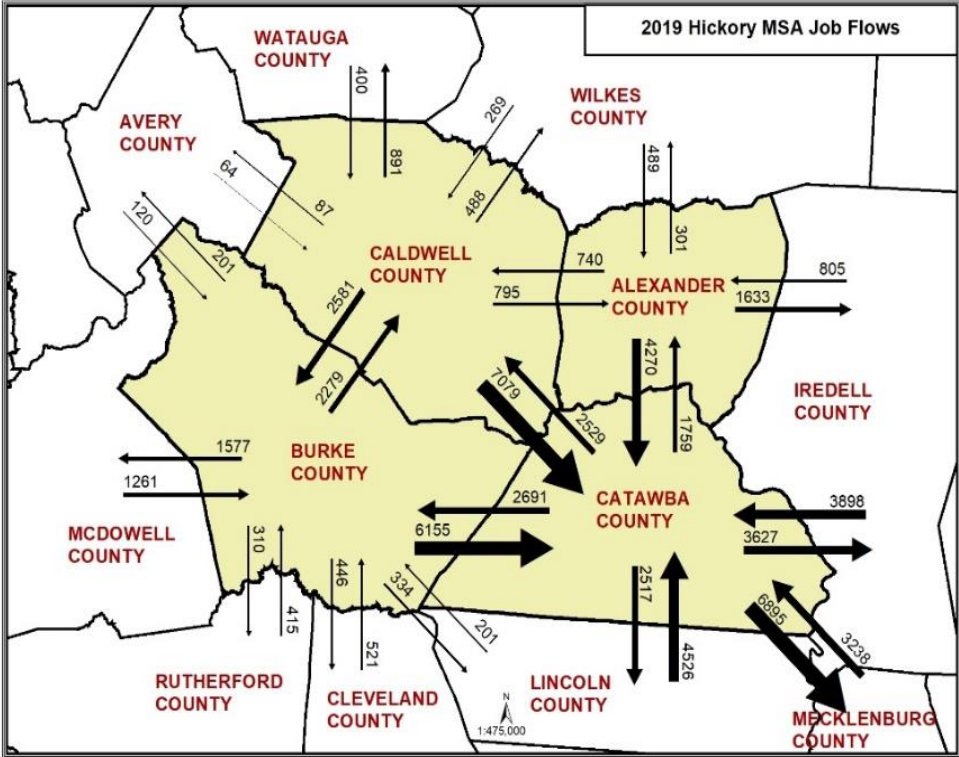 2019 Hickory MSA Job Flows
WATAUGA
COUNTY
400
891
269
488
WILKES
COUNTY
AVERY
COUNTY
64
87
120
201
489
301
CALDWELL
COUNTY
740
795
ALEXANDER
COUNTY
805
1633
2581
2279
7079
2529
4270
1759
IREDELL
COUNTY
BURKE
COUNTY
1577
1261
2691
6155
CATAWBA
COUNTY
3898
3627
MCDOWELL
COUNTY
310
415
446
521
334
201
2517
4526
6895
3238
RUTHERFORD
COUNTY
CLEVELAND
COUNTY
LINCOLN
COUNTY
MECKLENBURG
COUNTY
N
1:475,000